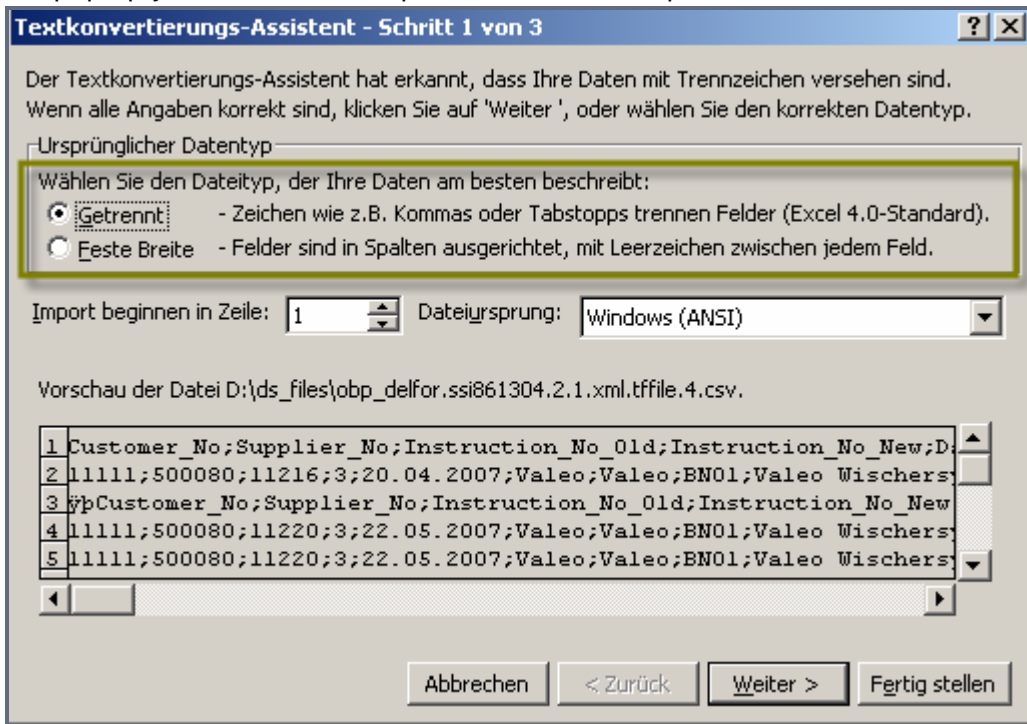 Textkonvertierungs-Assistent - Schritt 1 von 3
Der Textkonvertierungs-Assistent hat erkannt, dass Ihre Daten mit Trennzeichen versehen sind.
Wenn alle Angaben korrekt sind, klicken Sie auf 'Weiter ', oder wählen Sie den korrekten Datentyp.
Ursprünglicher Datentyp
Wählen Sie den Dateityp, der Ihre Daten am besten beschreibt:
Getrennt - Zeichen wie z.B. Kommas oder Tabstopps trennen Felder (Excel 4.0-Standard).
Feste Breite - Felder sind in Spalten ausgerichtet, mit Leerzeichen zwischen jedem Feld.
Import beginnen in Zeile: 1 Dateiursprung: Windows (ANSI)
Vorschau der Datei D:\ds_files\obp_delfor.ssi861304.2.1.xml.tffile.4.csv.
1 Customer_No;Supplier_No;Instruction_No_Old;Instruction_No_New;Da
2 11111;500080;11216;3;20.04.2007;Valeo;Valeo;BN01;Valeo Wischersy
3 ÿþCustomer_No;Supplier_No;Instruction_No_Old;Instruction_No_New
4 11111;500080;11220;3;22.05.2007;Valeo;Valeo;BN01;Valeo Wischersy
5 11111;500080;11220;3;22.05.2007;Valeo;Valeo;BN01;Valeo Wischersy
Abbrechen < Zurück Weiter > Fertig stellen